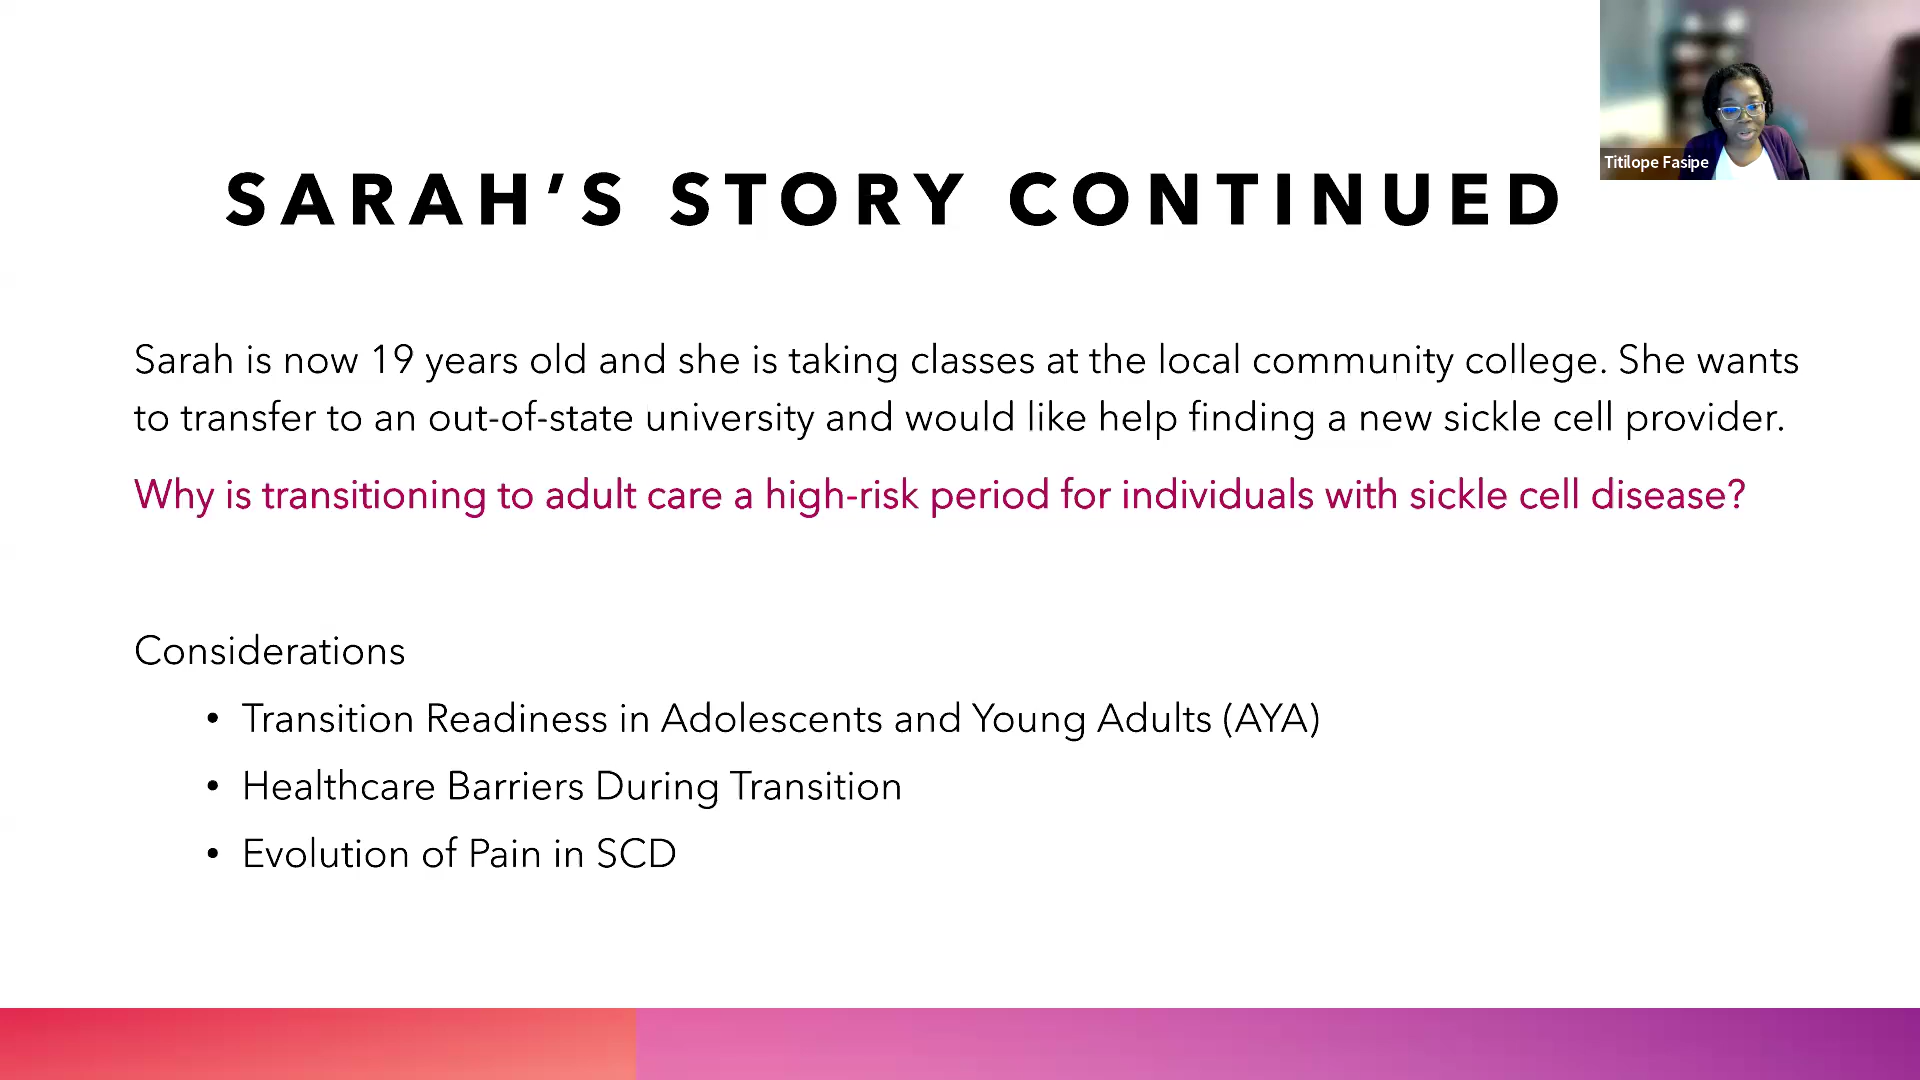 Titilope Fasipe
SARAH’S STORY CONTINUED
Sarah is now 19 years old and she is taking classes at the local community college. She wants
to transfer to an out-of-state university and would like help finding a new sickle cell provider.
Why is transitioning to adult care a high-risk period for individuals with sickle cell disease?
Considerations
• Transition Readiness in Adolescents and Young Adults (AYA)
• Healthcare Barriers During Transition
• Evolution of Pain in SCD